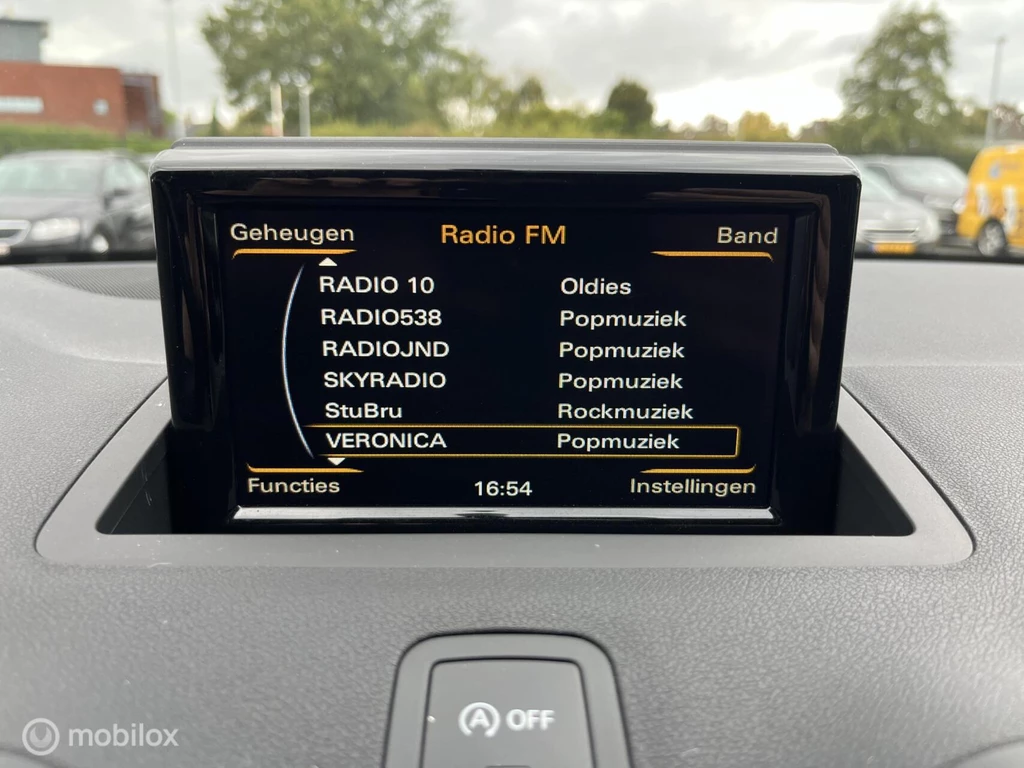 Geheugen Radio FM Band
RADIO 10 Oldies
RADIO538 Popmuziek
RADIOJND Popmuziek
SKYRADIO Popmuziek
StuBru Rockmuziek
VERONICA Popmuziek
Functies 16:54 Instellingen
A OFF
mobilox